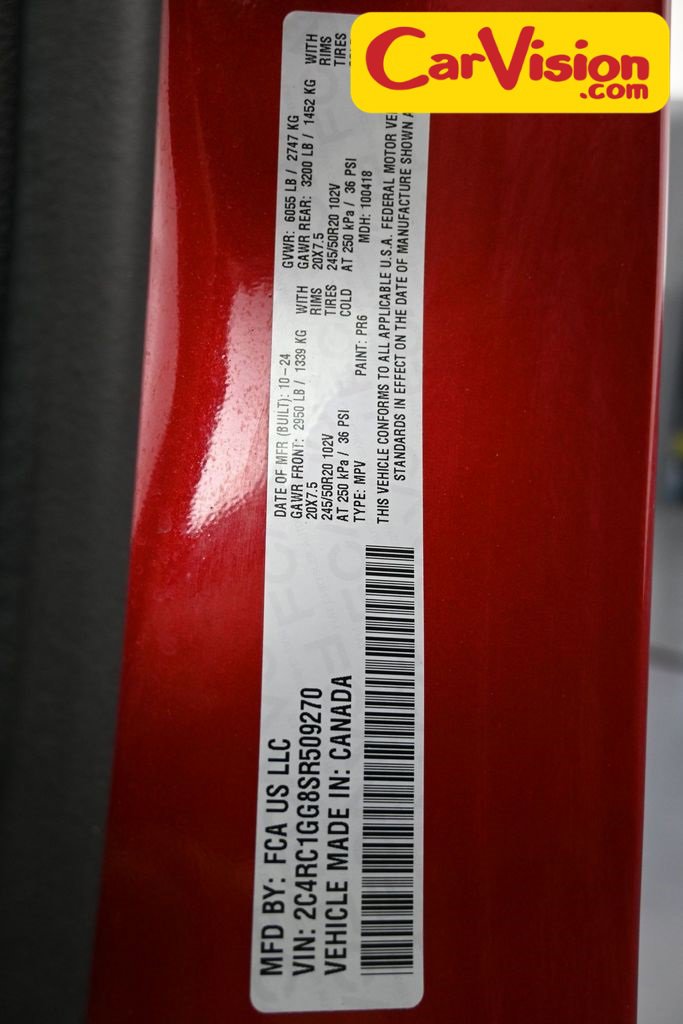 CarVision
.com
MFD BY: FCA US LLC
VIN: 2C4RC1GG8SR509270
VEHICLE MADE IN: CANADA
DATE OF MFR (BUILT): 10-24
GAWR FRONT: 2950 LB / 1339 KG WITH
20X7.5 RIMS
245/50R20 102V TIRES
AT 250 kPa / 36 PSI COLD
TYPE: MPV PAINT: PR6
GVWR: 6055 LB / 2747 KG
GAWR REAR: 3200 LB / 1452 KG WITH
20X7.5 RIMS
245/50R20 102V TIRES
AT 250 kPa / 36 PSI
MDH: 100418
THIS VEHICLE CONFORMS TO ALL APPLICABLE U.S.A. FEDERAL MOTOR
STANDARDS IN EFFECT ON THE DATE OF MANUFACTURE SHOWN